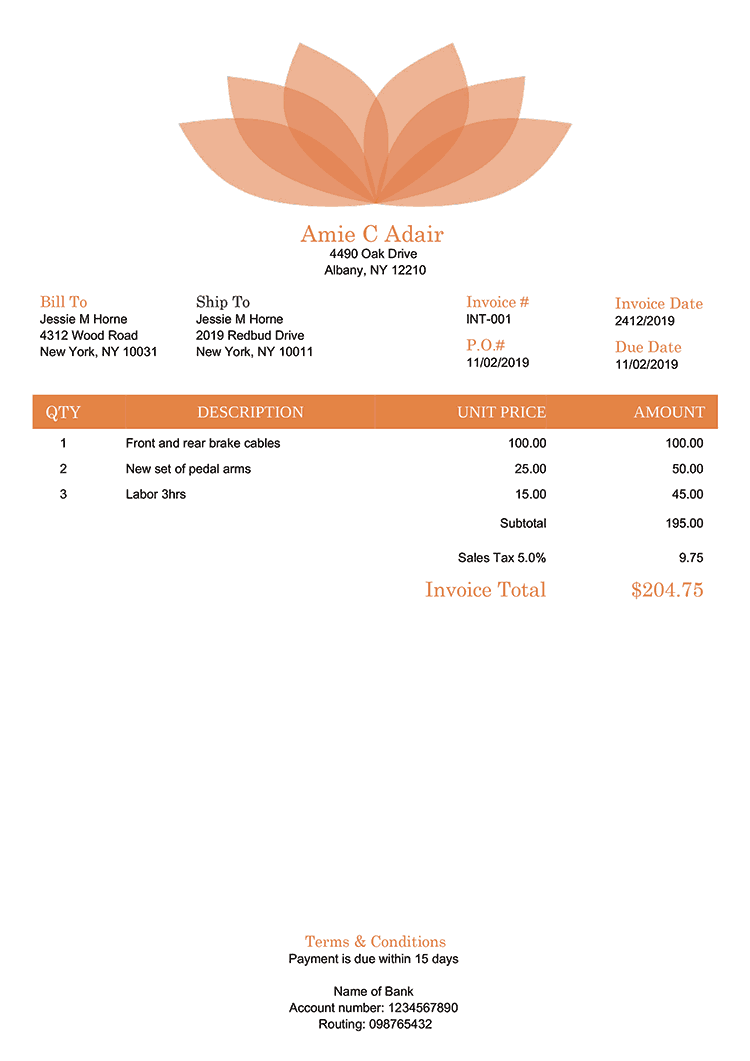 Amie C Adair
4490 Oak Drive
Albany, NY 12210
Bill To
Jessie M Horne
4312 Wood Road
New York, NY 10031
Ship To
Jessie M Horne
2019 Redbud Drive
New York, NY 10011
Invoice #
INT-001
P.O.#
11/02/2019
Invoice Date
2412/2019
Due Date
11/02/2019
QTY DESCRIPTION UNIT PRICE AMOUNT
1 Front and rear brake cables 100.00 100.00
2 New set of pedal arms 25.00 50.00
3 Labor 3hrs 15.00 45.00
Subtotal 195.00
Sales Tax 5.0% 9.75
Invoice Total $204.75
Terms & Conditions
Payment is due within 15 days
Name of Bank
Account number: 1234567890
Routing: 098765432